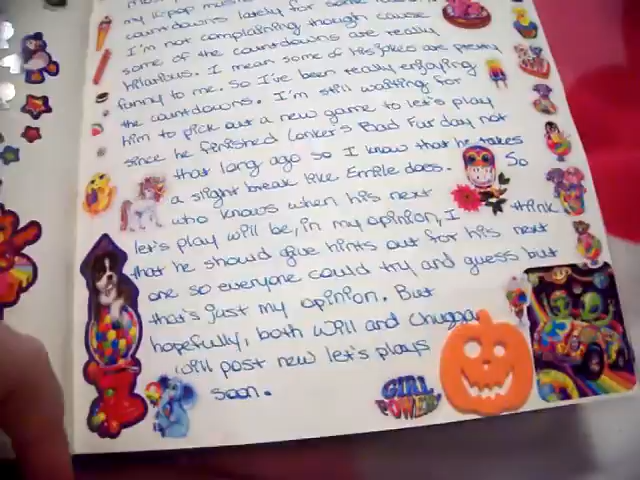 my K-pop music
countdowns lately for some reason.
I'm not complaining though cause
some of the countdowns are really
hilarious. I mean some of his jokes are pretty
funny to me. So I've been really enjoying
the countdowns. I'm still waiting for
him to pick out a new game to let's play
since he finished Conker's Bad Fur day not
that long ago so I know that he takes
a slight break like Emile does. So
who knows when his next
let's play will be, in my opinion, I think
that he should give hints out for his next
one so everyone could try and guess but
that's just my opinion. But
hopefully, both Will and Chugga
will post new let's plays
soon.
GIRL
POWER